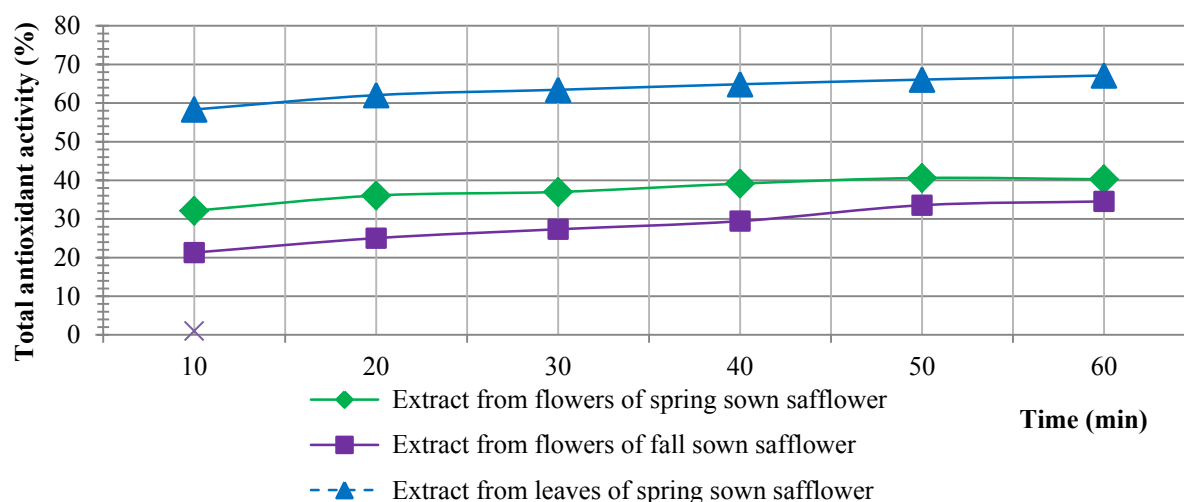 Total antioxidant activity (%)
80
70
60
50
40
30
20
10
0
10 20 30 40 50 60
Extract from flowers of spring sown safflower
Time (min)
Extract from flowers of fall sown safflower
Extract from leaves of spring sown safflower